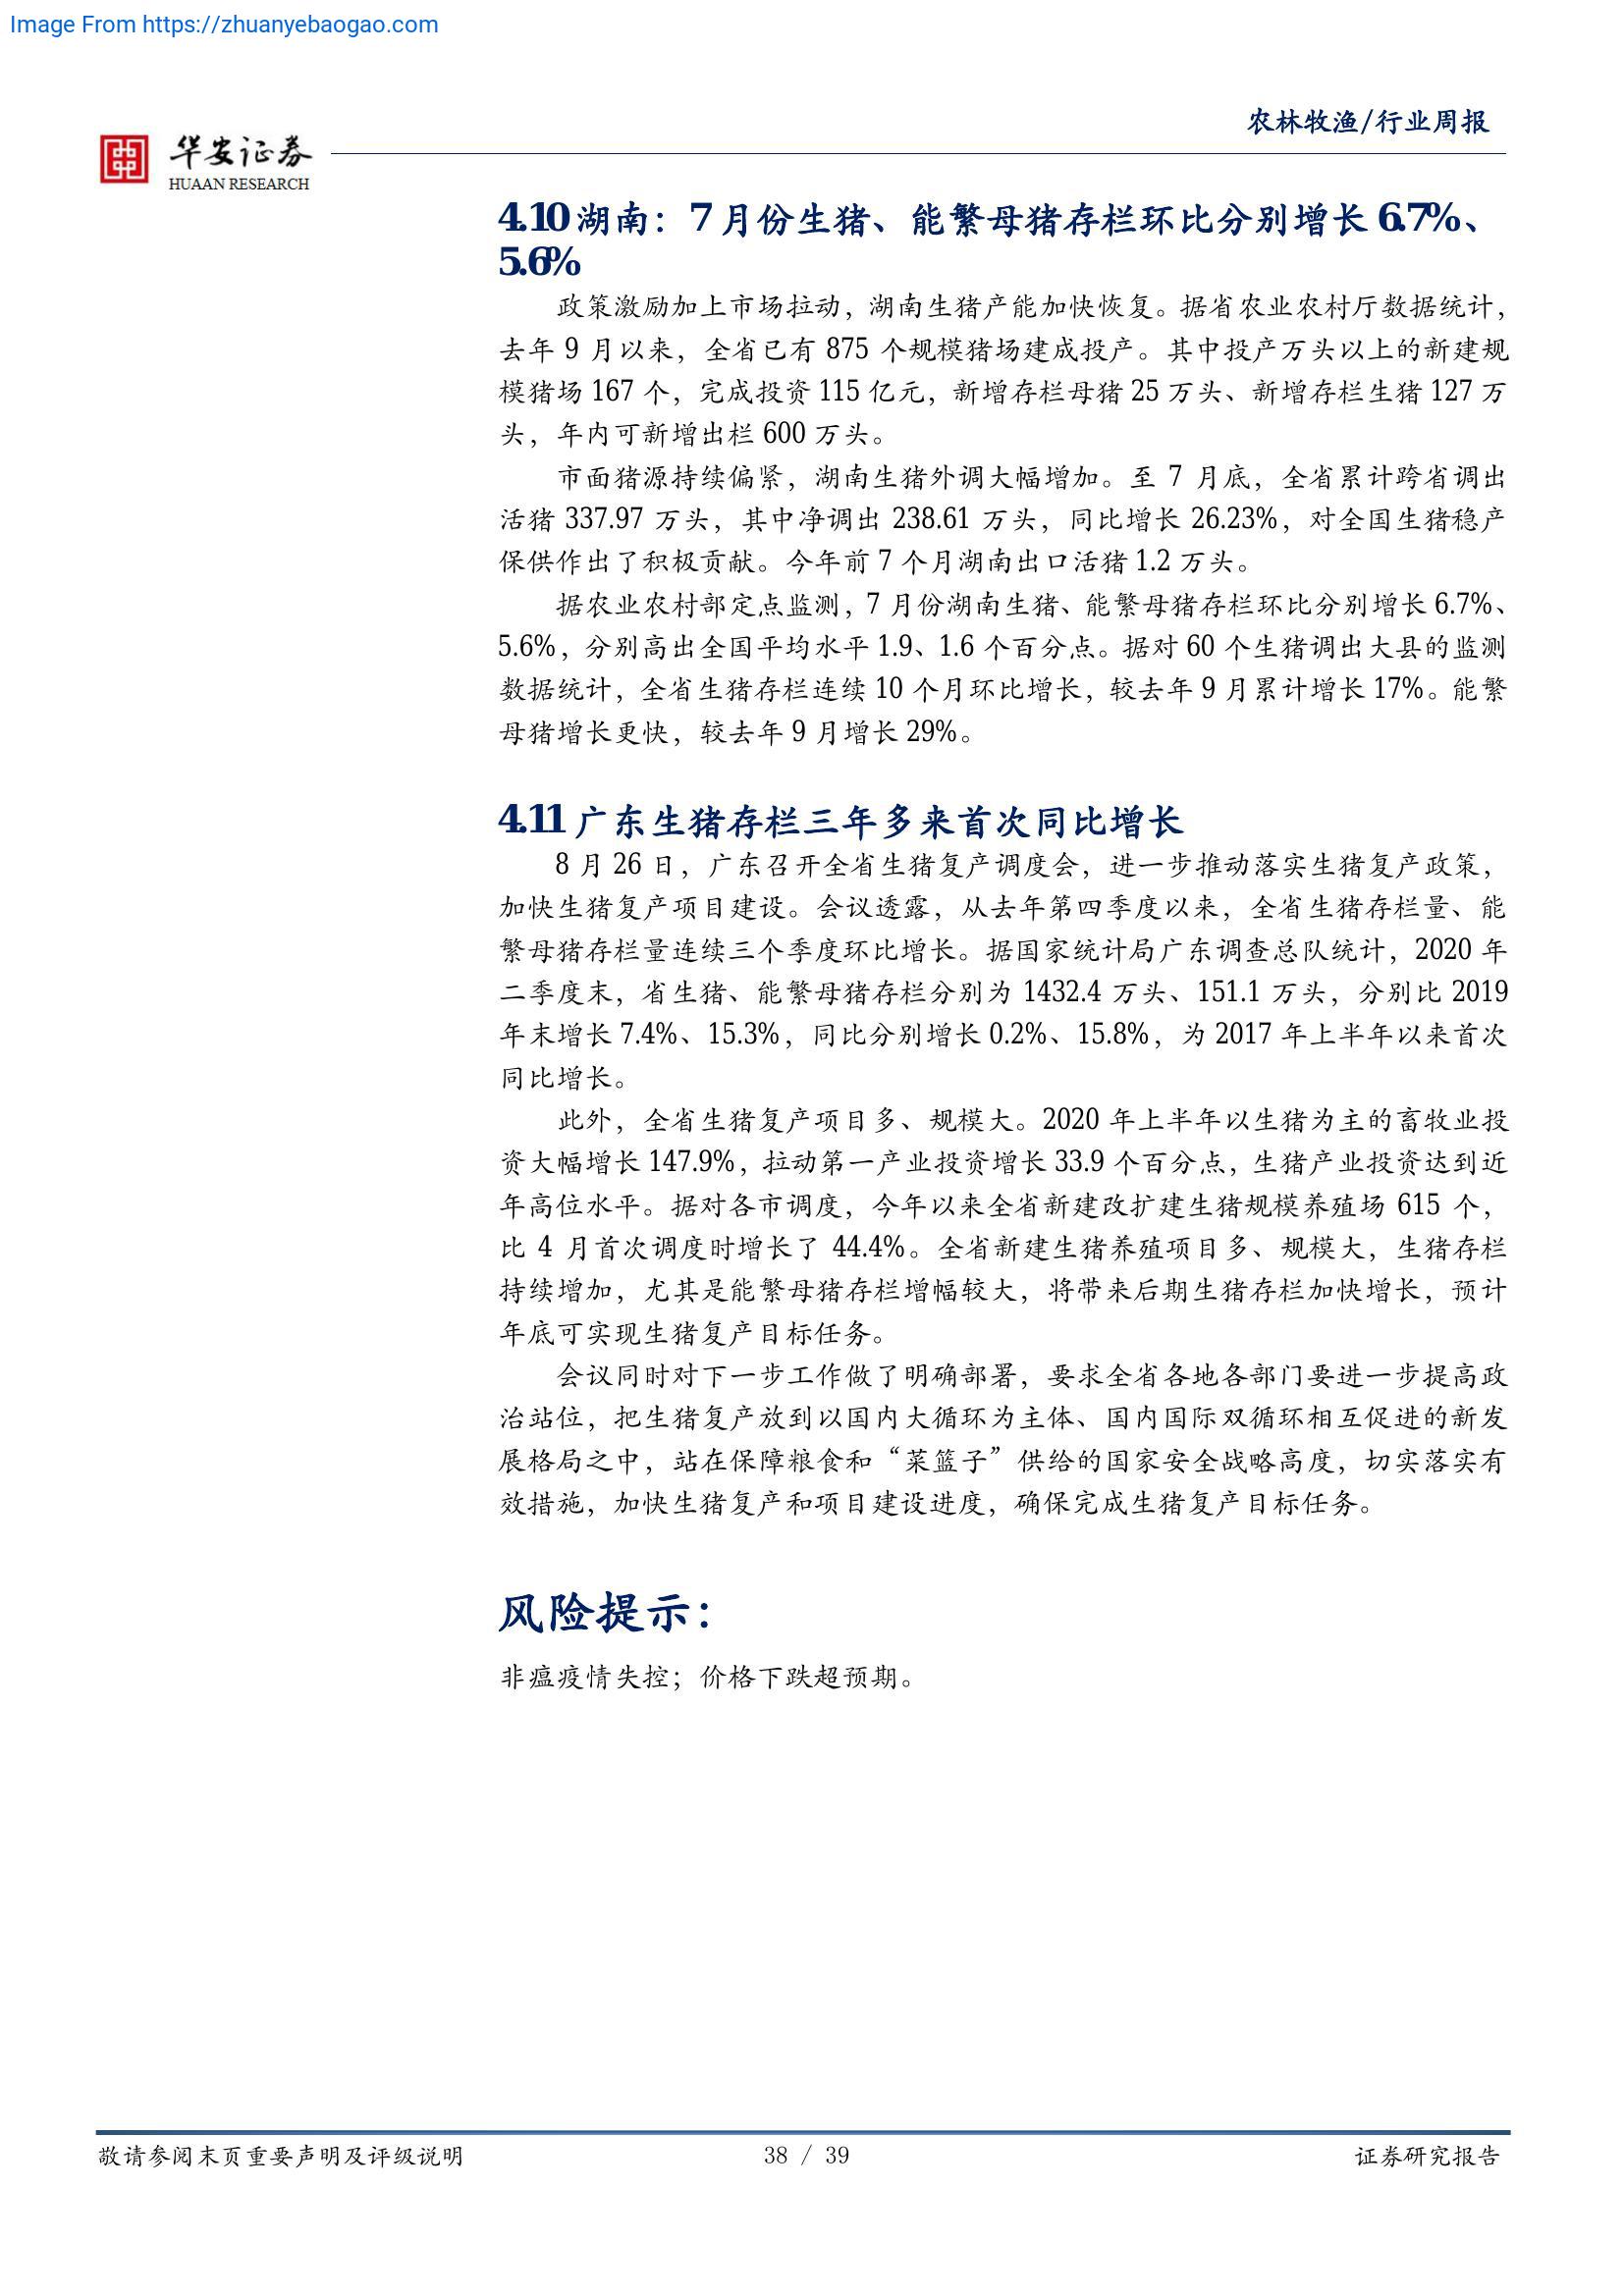 Image From https://zhuanyebaogao.com
农林牧渔/行业周报
华安证券
HUAAN RESEARCH
4.10 湖南：7 月份生猪、能繁母猪存栏环比分别增长 6.7%、
5.6%
政策激励加上市场拉动，湖南生猪产能加快恢复。据省农业农村厅数据统计，
去年 9 月以来，全省已有 875 个规模猪场建成投产。其中投产万头以上的新建规
模猪场 167 个，完成投资 115 亿元，新增存栏母猪 25 万头、新增存栏生猪 127 万
头，年内可新增出栏 600 万头。
市面猪源持续偏紧，湖南生猪外调大幅增加。至 7 月底，全省累计跨省调出
活猪 337.97 万头，其中净调出 238.61 万头，同比增长 26.23%，对全国生猪稳产
保供作出了积极贡献。今年前 7 个月湖南出口活猪 1.2 万头。
据农业农村部定点监测，7 月份湖南生猪、能繁母猪存栏环比分别增长 6.7%、
5.6%，分别高出全国平均水平 1.9、1.6 个百分点。据对 60 个生猪调出大县的监测
数据统计，全省生猪存栏连续 10 个月环比增长，较去年 9 月累计增长 17%。能繁
母猪增长更快，较去年 9 月增长 29%。
4.11 广东生猪存栏三年多来首次同比增长
8 月 26 日，广东召开全省生猪复产调度会，进一步推动落实生猪复产政策，
加快生猪复产项目建设。会议透露，从去年第四季度以来，全省生猪存栏量、能
繁母猪存栏量连续三个季度环比增长。据国家统计局广东调查总队统计，2020 年
二季度末，省生猪、能繁母猪存栏分别为 1432.4 万头、151.1 万头，分别比 2019
年末增长 7.4%、15.3%，同比分别增长 0.2%、15.8%，为 2017 年上半年以来首次
同比增长。
此外，全省生猪复产项目多、规模大。2020 年上半年以生猪为主的畜牧业投
资大幅增长 147.9%，拉动第一产业投资增长 33.9 个百分点，生猪产业投资达到近
年高位水平。据对各市调度，今年以来全省新建改扩建生猪规模养殖场 615 个，
比 4 月首次调度时增长了 44.4%。全省新建生猪养殖项目多、规模大，生猪存栏
持续增加，尤其是能繁母猪存栏增幅较大，将带来后期生猪存栏加快增长，预计
年底可实现生猪复产目标任务。
会议同时对下一步工作做了明确部署，要求全省各地各部门要进一步提高政
治站位，把生猪复产放到以国内大循环为主体、国内国际双循环相互促进的新发
展格局之中，站在保障粮食和“菜篮子”供给的国家安全战略高度，切实落实有
效措施，加快生猪复产和项目建设进度，确保完成生猪复产目标任务。
风险提示：
非瘟疫情失控；价格下跌超预期。
敬请参阅末页重要声明及评级说明
38 / 39
证券研究报告